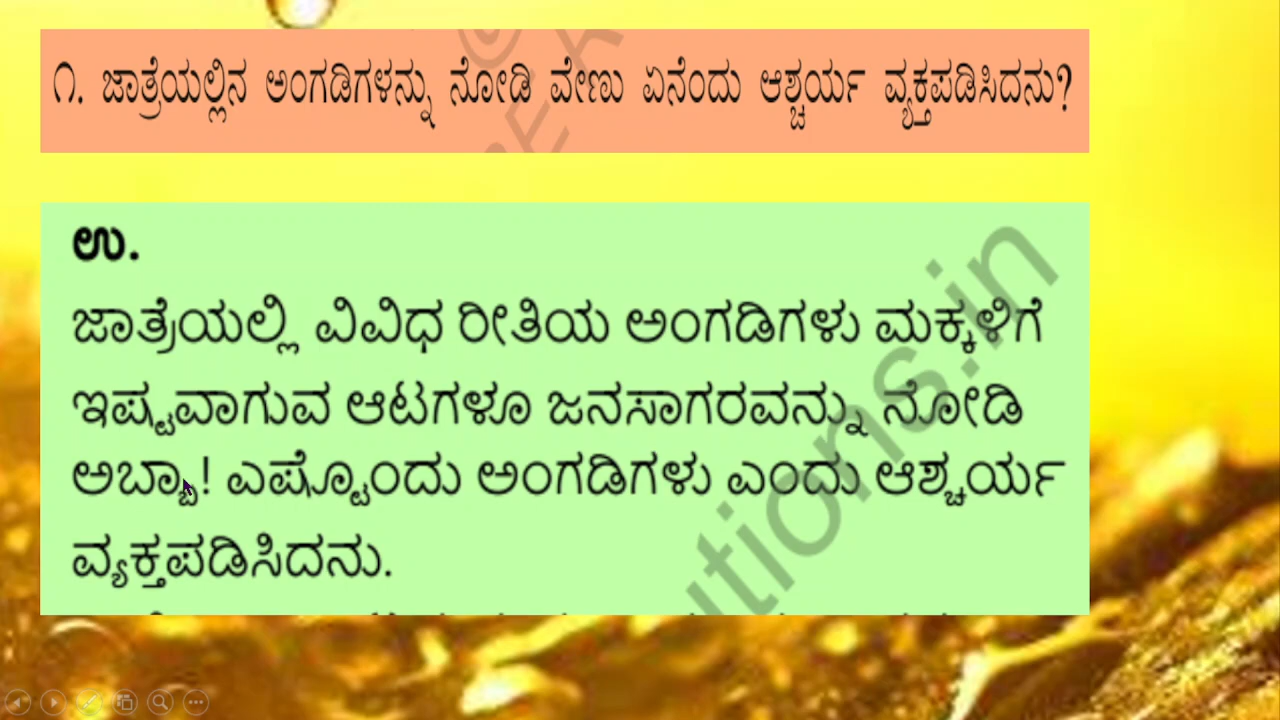 ೧. ಜಾತ್ರೆಯಲ್ಲಿನ ಅಂಗಡಿಗಳನ್ನು ನೋಡಿ ವೇಣು ಏನೆಂದು ಆಶ್ಚರ್ಯ ವ್ಯಕ್ತಪಡಿಸಿದನು?
ಉ.
ಜಾತ್ರೆಯಲ್ಲಿ ವಿವಿಧ ರೀತಿಯ ಅಂಗಡಿಗಳು ಮಕ್ಕಳಿಗೆ
ಇಷ್ಟವಾಗುವ ಆಟಗಳೂ ಜನಸಾಗರವನ್ನು ನೋಡಿ
ಅಬ್ಬಾ! ಎಷ್ಟೊಂದು ಅಂಗಡಿಗಳು ಎಂದು ಆಶ್ಚರ್ಯ
ವ್ಯಕ್ತಪಡಿಸಿದನು.